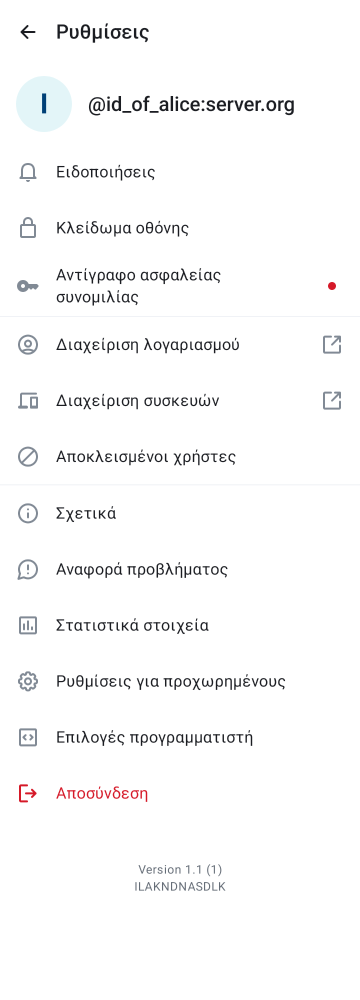 Ρυθμίσεις
I
@id_of_alice:server.org
Ειδοποιήσεις
Κλείδωμα οθόνης
Αντίγραφο ασφαλείας
συνομιλίας
Διαχείριση λογαριασμού
Διαχείριση συσκευών
Αποκλεισμένοι χρήστες
Σχετικά
Αναφορά προβλήματος
Στατιστικά στοιχεία
Ρυθμίσεις για προχωρημένους
Επιλογές προγραμματιστή
Αποσύνδεση
Version 1.1 (1)
ILAKNDNASDLK